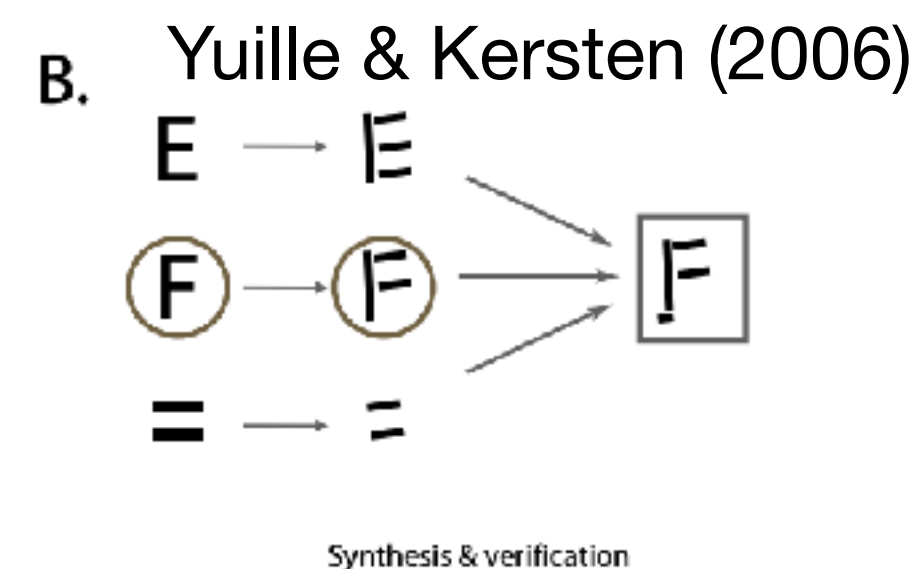 Yuille & Kersten (2006)
B.
E E
F F F
= =
Synthesis & verification